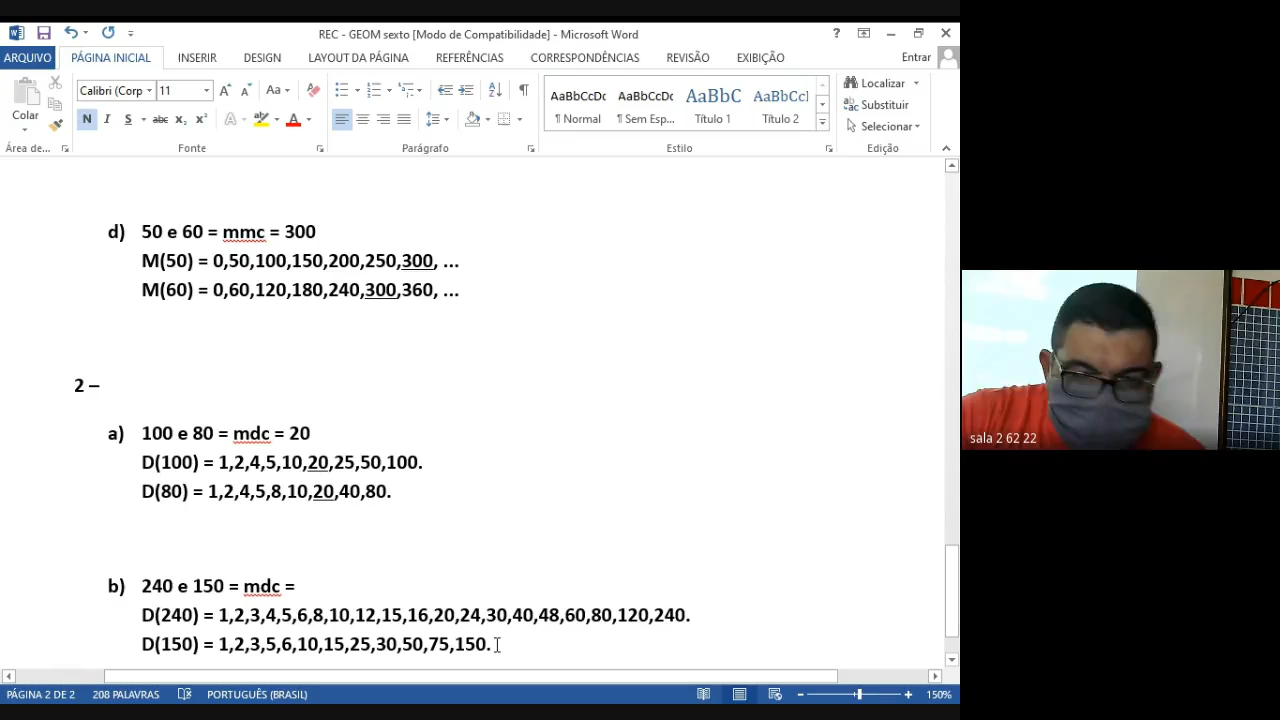 REC - GEOM sexto [Modo de Compatibilidade] - Microsoft Word
?
ARQUIVO PÁGINA INICIAL INSERIR DESIGN LAYOUT DA PÁGINA REFERÊNCIAS CORRESPONDÊNCIAS REVISÃO EXIBIÇÃO Entrar
Colar
Calibri (Corp 11
N I S abc x₂ x² A A
Aa
AaBbCcDc AaBbCcDc AaBbC AaBbCcI
¶ Normal ¶ Sem Esp... Título 1 Título 2
Localizar
Substituir
Selecionar
Área de... Fonte Parágrafo Estilo Edição
d) 50 e 60 = mmc = 300
M(50) = 0,50,100,150,200,250,300, ...
M(60) = 0,60,120,180,240,300,360, ...
2 –
a) 100 e 80 = mdc = 20
D(100) = 1,2,4,5,10,20,25,50,100.
D(80) = 1,2,4,5,8,10,20,40,80.
b) 240 e 150 = mdc =
D(240) = 1,2,3,4,5,6,8,10,12,15,16,20,24,30,40,48,60,80,120,240.
D(150) = 1,2,3,5,6,10,15,25,30,50,75,150.
PÁGINA 2 DE 2 208 PALAVRAS PORTUGUÊS (BRASIL) 150%
sala 2 62 22